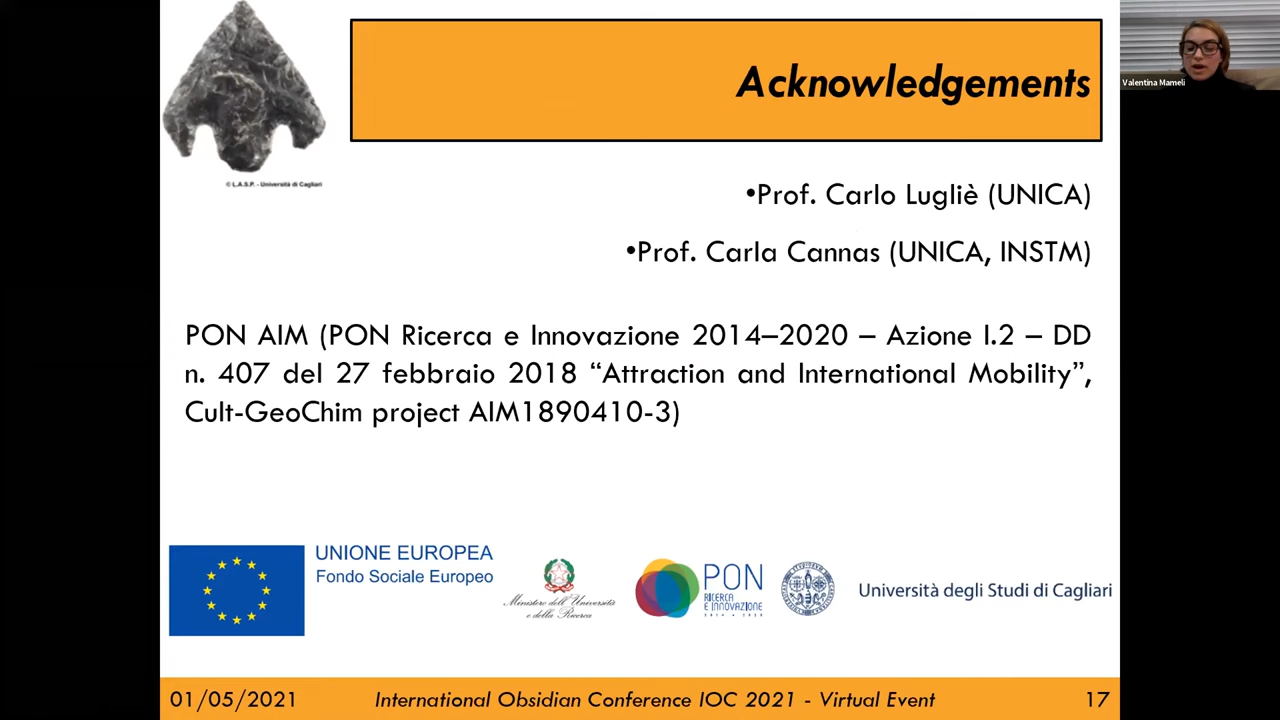 Acknowledgements
Valentina Mameli
© L.A.S.P. - Università di Cagliari
•Prof. Carlo Lugliè (UNICA)
•Prof. Carla Cannas (UNICA, INSTM)
PON AIM (PON Ricerca e Innovazione 2014–2020 – Azione I.2 – DD
n. 407 del 27 febbraio 2018 “Attraction and International Mobility”,
Cult-GeoChim project AIM1890410-3)
UNIONE EUROPEA
Fondo Sociale Europeo
Ministero dell'Università
e della Ricerca
PON
RICERCA
E INNOVAZIONE
2014 - 2020
Università degli Studi di Cagliari
01/05/2021
International Obsidian Conference IOC 2021 - Virtual Event
17